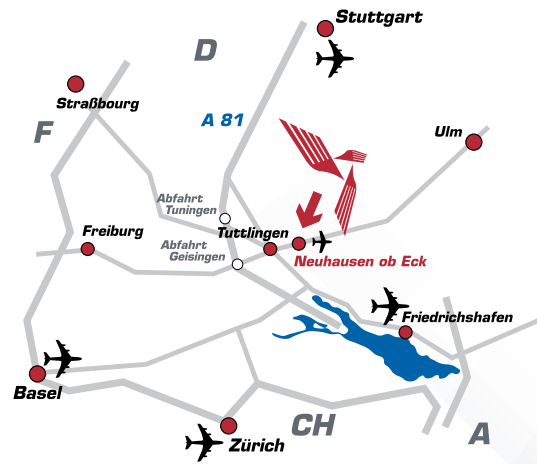 Stuttgart
D
Straßbourg
A 81
F
Ulm
Abfahrt
Tuningen
Freiburg
Tuttlingen
Abfahrt
Geisingen
Neuhausen ob Eck
Friedrichshafen
Basel
CH
A
Zürich